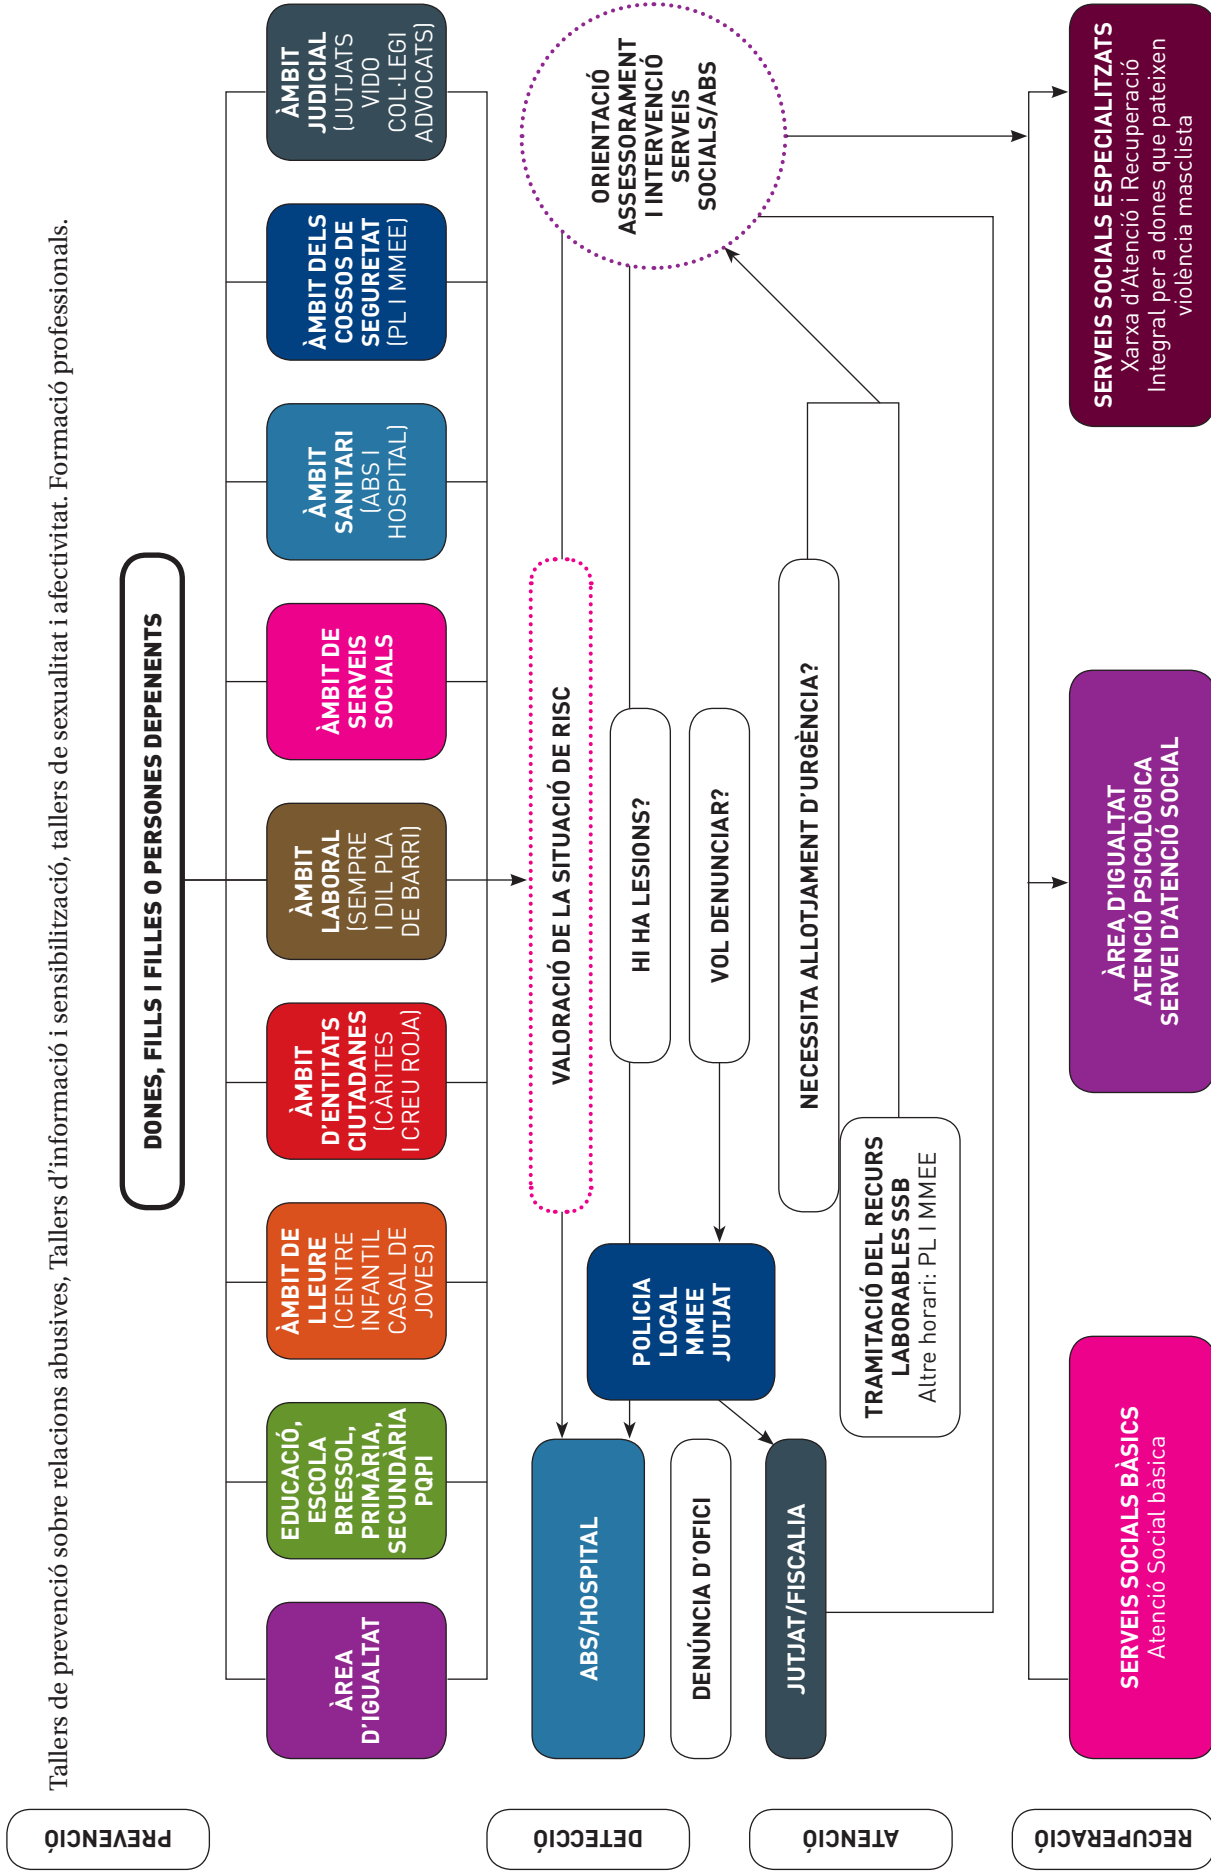 Tallers de prevenció sobre relacions abusives, Tallers d'informació i sensibilització, tallers de sexualitat i afectivitat. Formació professionals.
PREVENCIÓ
DONES, FILLS I FILLES O PERSONES DEPENENTS
ÀREA
D'IGUALTAT
EDUCACIÓ,
ESCOLA
BRESSOL,
PRIMÀRIA,
SECUNDÀRIA
PQPI
ÀMBIT DE
LLEURE
(CENTRE
INFANTIL
CASAL DE
JOVES)
ÀMBIT
D'ENTITATS
CIUTADANES
(CÀRITES
I CREU ROJA)
ÀMBIT
LABORAL
(SEMPRE
I DIL PLA
DE BARRI)
ÀMBIT DE
SERVEIS
SOCIALS
ÀMBIT
SANITARI
(ABS I
HOSPITAL)
ÀMBIT DELS
COSSOS DE
SEGURETAT
(PL I MMEE)
ÀMBIT
JUDICIAL
(JUTJATS
VIDO
COL·LEGI
ADVOCATS)
DETECCIÓ
ABS/HOSPITAL
VALORACIÓ DE LA SITUACIÓ DE RISC
ORIENTACIÓ
ASSESSORAMENT
I INTERVENCIÓ
SERVEIS
SOCIALS/ABS
HI HA LESIONS?
POLICIA
LOCAL
MMEE
JUTJAT
VOL DENUNCIAR?
DENÚNCIA D'OFICI
ATENCIÓ
JUTJAT/FISCALIA
NECESSITA ALLOTJAMENT D'URGÈNCIA?
TRAMITACIÓ DEL RECURS
LABORABLES SSB
Altre horari: PL I MMEE
RECUPERACIÓ
SERVEIS SOCIALS BÀSICS
Atenció Social bàsica
ÀREA D'IGUALTAT
ATENCIÓ PSICOLÒGICA
SERVEI D'ATENCIÓ SOCIAL
SERVEIS SOCIALS ESPECIALITZATS
Xarxa d'Atenció i Recuperació
Integral per a dones que pateixen
violència masclista